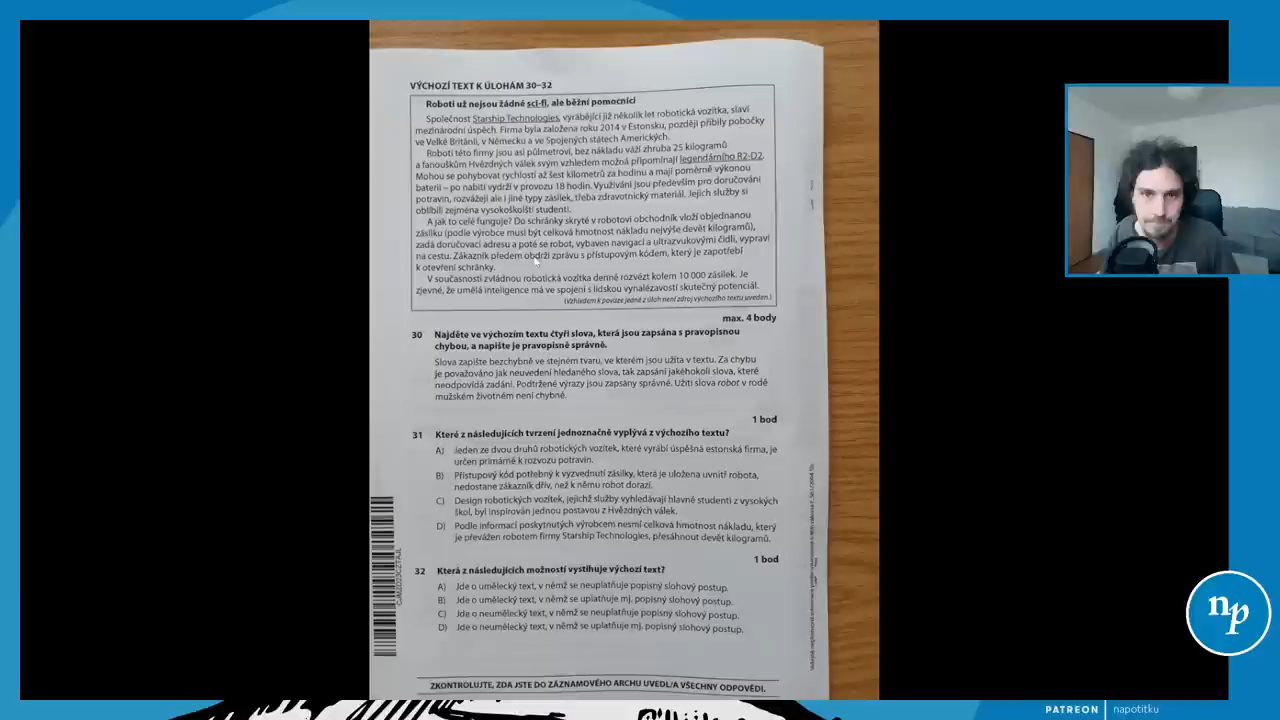 VÝCHOZÍ TEXT K ÚLOHÁM 30–32
Roboti už nejsou žádné sci-fi, ale běžní pomocníci
Společnost Starship Technologies, vyrábějící již několik let robotická vozítka, slaví
mezinárodní úspěch. Firma byla založena roku 2014 v Estonsku, později přibily pobočky
ve Velké Británii, v Německu a ve Spojených státech Amerických.
Roboti této firmy jsou asi půlmetroví, bez nákladu váží zhruba 25 kilogramů
a fanouškům Hvězdných válek svým vzhledem možná připomínají legendárního R2-D2.
Mohou se pohybovat rychlostí až šest kilometrů za hodinu a mají poměrně výkonou
baterii – po nabití vydrží v provozu 18 hodin. Využíváni jsou především pro doručování
potravin, rozvážejí ale i jiné typy zásilek, třeba zdravotnický materiál. Jejich služby si
oblíbili zejména vysokoškolští studenti.
A jak to celé funguje? Do schránky skryté v robotovi obchodník vloží objednanou
zásilku (podle výrobce musí být celková hmotnost nákladu nejvýše devět kilogramů),
zadá doručovací adresu a poté se robot, vybaven navigací a ultrazvukovými čidli, vypraví
na cestu. Zákazník předem obdrží zprávu s přístupovým kódem, který je zapotřebí
k otevření schránky.
V současnosti zvládnou robotická vozítka denně rozvézt kolem 10 000 zásilek. Je
zjevné, že umělá inteligence má ve spojení s lidskou vynalézavostí skutečný potenciál.
(Vzhledem k povaze jedné z úloh není zdroj výchozího textu uveden.)
max. 4 body
30 Najděte ve výchozím textu čtyři slova, která jsou zapsána s pravopisnou
chybou, a napište je pravopisně správně.
Slova zapište bezchybně ve stejném tvaru, ve kterém jsou užita v textu. Za chybu
je považováno jak neuvedení hledaného slova, tak zapsání jakéhokoli slova, které
neodpovídá zadání. Podtržené výrazy jsou zapsány správně. Užití slova robot v rodě
mužském životném není chybné.
1 bod
31 Které z následujících tvrzení jednoznačně vyplývá z výchozího textu?
A) Jeden ze dvou druhů robotických vozítek, které vyrábí úspěšná estonská firma, je
určen primárně k rozvozu potravin.
B) Přístupový kód potřebný k vyzvednutí zásilky, která je uložena uvnitř robota,
nedostane zákazník dřív, než k němu robot dorazí.
C) Design robotických vozítek, jejichž služby vyhledávají hlavně studenti z vysokých
škol, byl inspirován jednou postavou z Hvězdných válek.
D) Podle informací poskytnutých výrobcem nesmí celková hmotnost nákladu, který
je převážen robotem firmy Starship Technologies, přesáhnout devět kilogramů.
1 bod
32 Která z následujících možností vystihuje výchozí text?
A) Jde o umělecký text, v němž se neuplatňuje popisný slohový postup.
B) Jde o umělecký text, v němž se uplatňuje mj. popisný slohový postup.
C) Jde o neumělecký text, v němž se neuplatňuje popisný slohový postup.
D) Jde o neumělecký text, v němž se uplatňuje mj. popisný slohový postup.
ZKONTROLUJTE, ZDA JSTE DO ZÁZNAMOVÉHO ARCHU UVEDL/A VŠECHNY ODPOVĚDI.
np
PATREON | napotitku